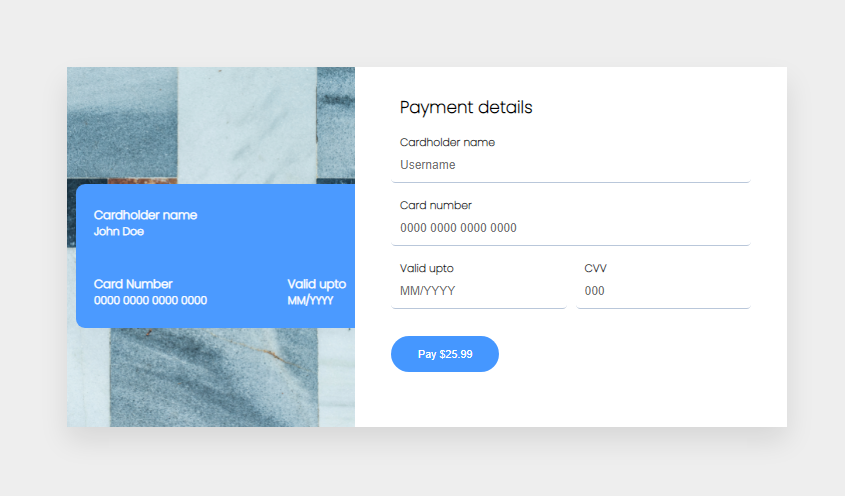 Cardholder name
John Doe
Card Number
0000 0000 0000 0000
Valid upto
MM/YYYY
Payment details
Cardholder name
Username
Card number
0000 0000 0000 0000
Valid upto
MM/YYYY
CVV
000
Pay $25.99